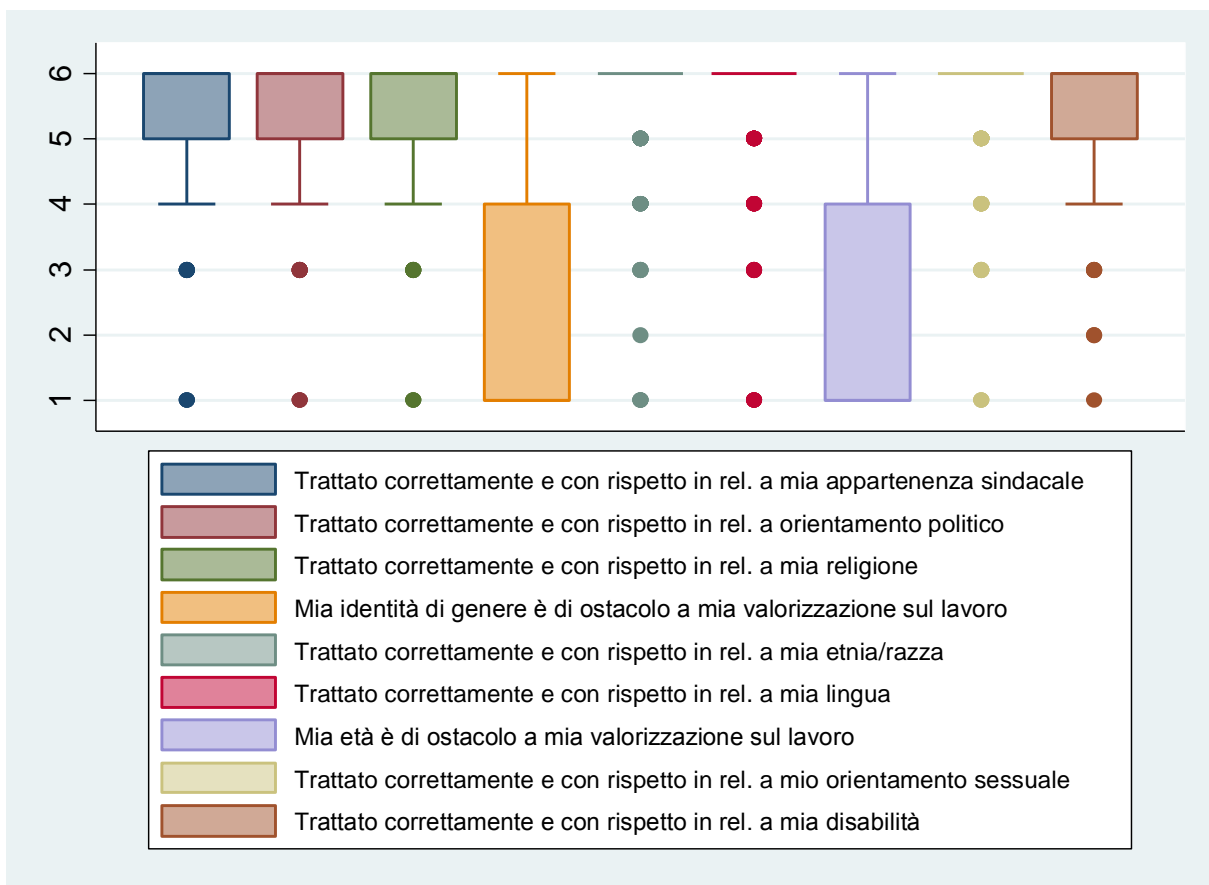 6
5
4
3
2
1
Trattato correttamente e con rispetto in rel. a mia appartenenza sindacale
Trattato correttamente e con rispetto in rel. a orientamento politico
Trattato correttamente e con rispetto in rel. a mia religione
Mia identità di genere è di ostacolo a mia valorizzazione sul lavoro
Trattato correttamente e con rispetto in rel. a mia etnia/razza
Trattato correttamente e con rispetto in rel. a mia lingua
Mia età è di ostacolo a mia valorizzazione sul lavoro
Trattato correttamente e con rispetto in rel. a mio orientamento sessuale
Trattato correttamente e con rispetto in rel. a mia disabilità